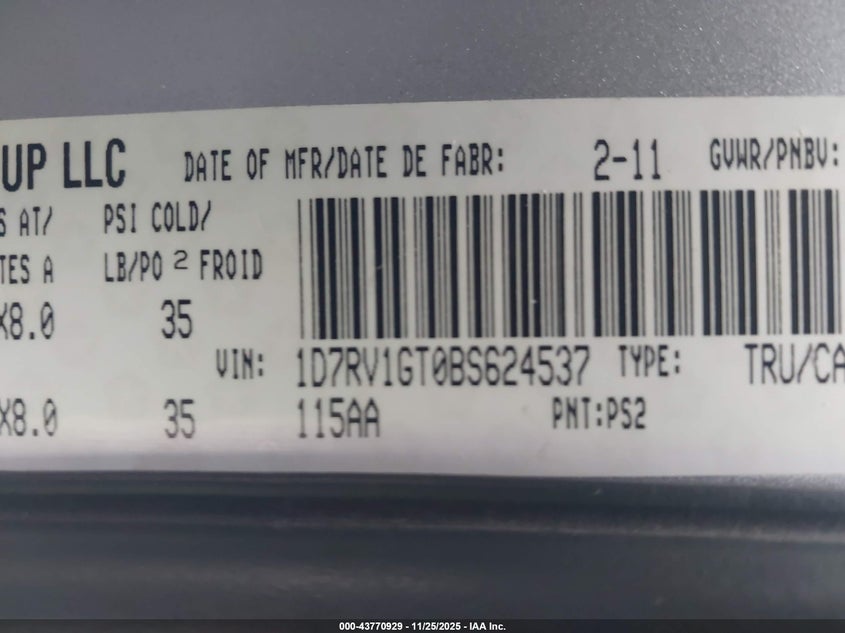 UP LLC DATE OF MFR/DATE DE FABR: 2-11 GVWR/PNBV:
S AT/ PSI COLD/
TES A LB/PO 2 FROID
X8.0 35
VIN: 1D7RV1GT0BS624537 TYPE: TRU/CA
X8.0 35 115AA PNT:PS2
000-43770929 - 11/25/2025 - IAA Inc.